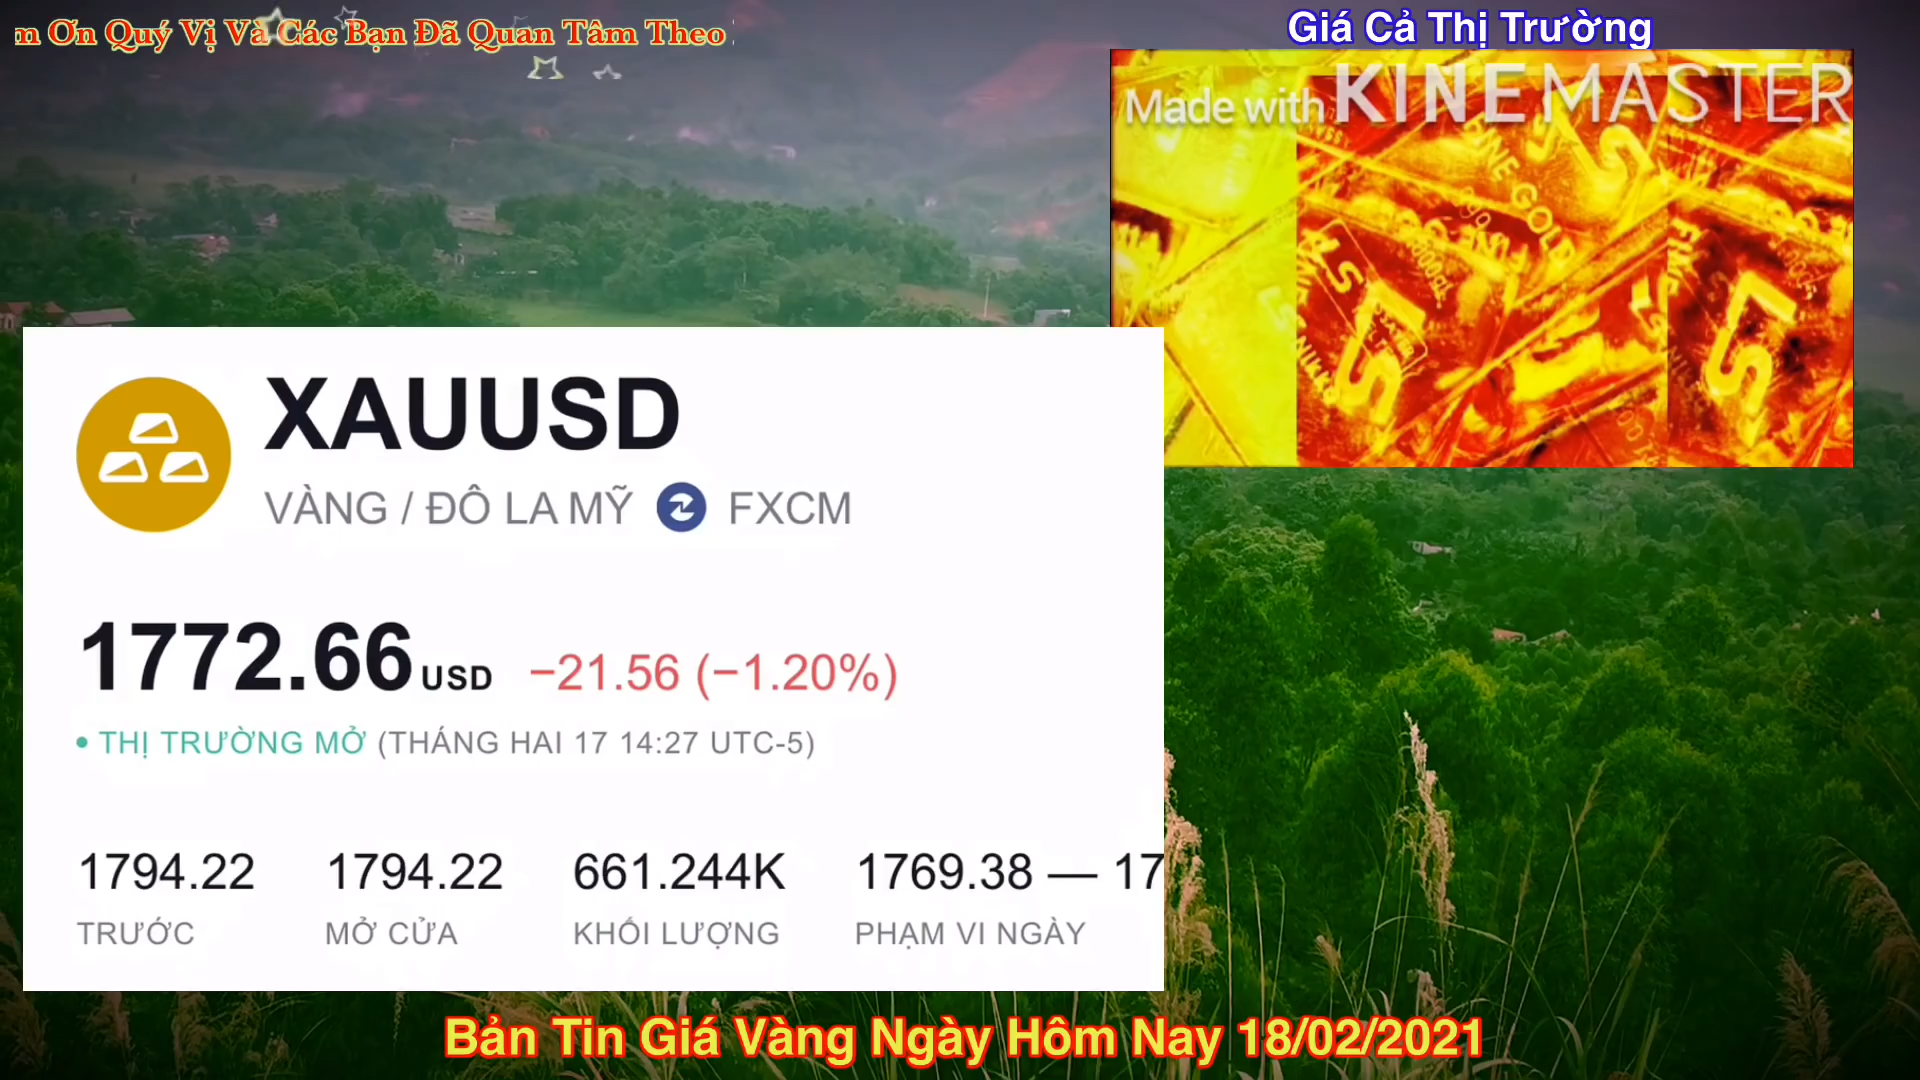 m Ơn Quý Vị Và Các Bạn Đã Quan Tâm Theo
Giá Cả Thị Trường
Made with KINEMASTER
FINE GOLD
XAUUSD
VÀNG / ĐÔ LA MỸ FXCM
1772.66 USD −21.56 (−1.20%)
• THỊ TRƯỜNG MỞ (THÁNG HAI 17 14:27 UTC-5)
1794.22 1794.22 661.244K 1769.38 — 17
TRƯỚC MỞ CỬA KHỐI LƯỢNG PHẠM VI NGÀY
Bản Tin Giá Vàng Ngày Hôm Nay 18/02/2021